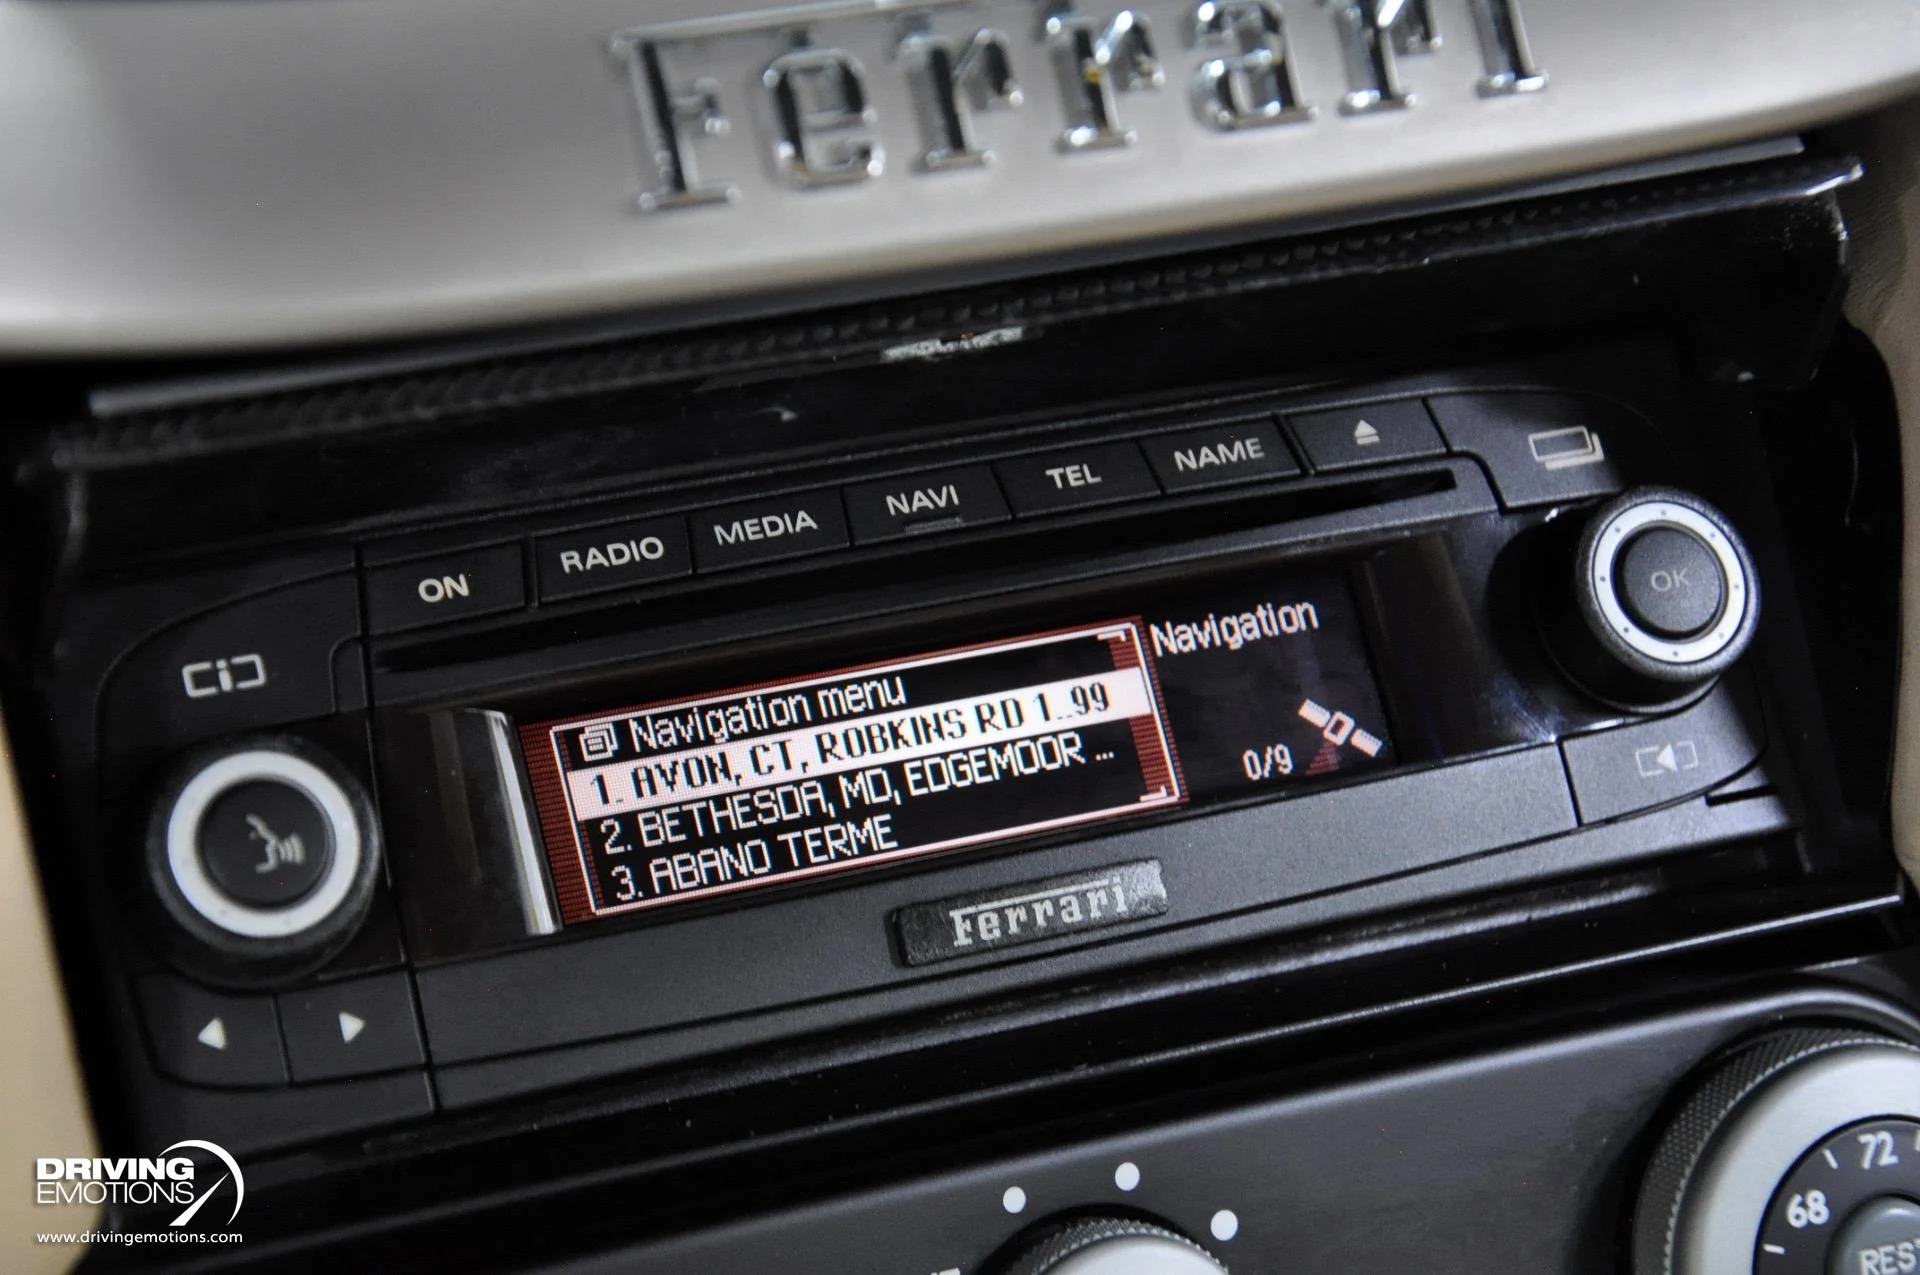 Ferrari
ON RADIO MEDIA NAVI TEL NAME
OK
Navigation menu
1. AVON, CT, ROBKINS RD 1..99
2. BETHESDA, MD, EDGEMOOR ...
3. ABANO TERME
Navigation
0/9
Ferrari
72
68
DRIVING
EMOTIONS
www.drivingemotions.com